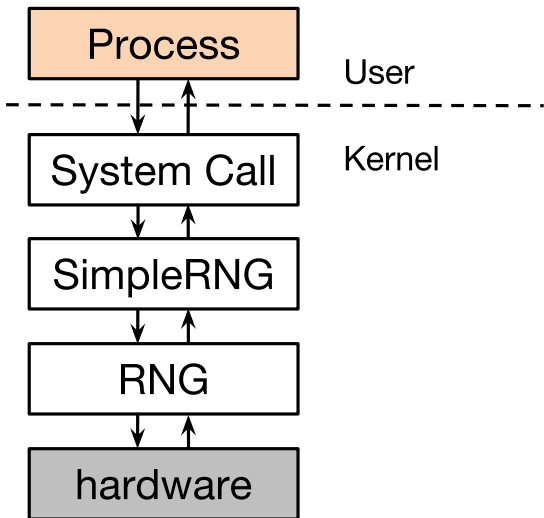 Process
User
System Call
Kernel
SimpleRNG
RNG
hardware